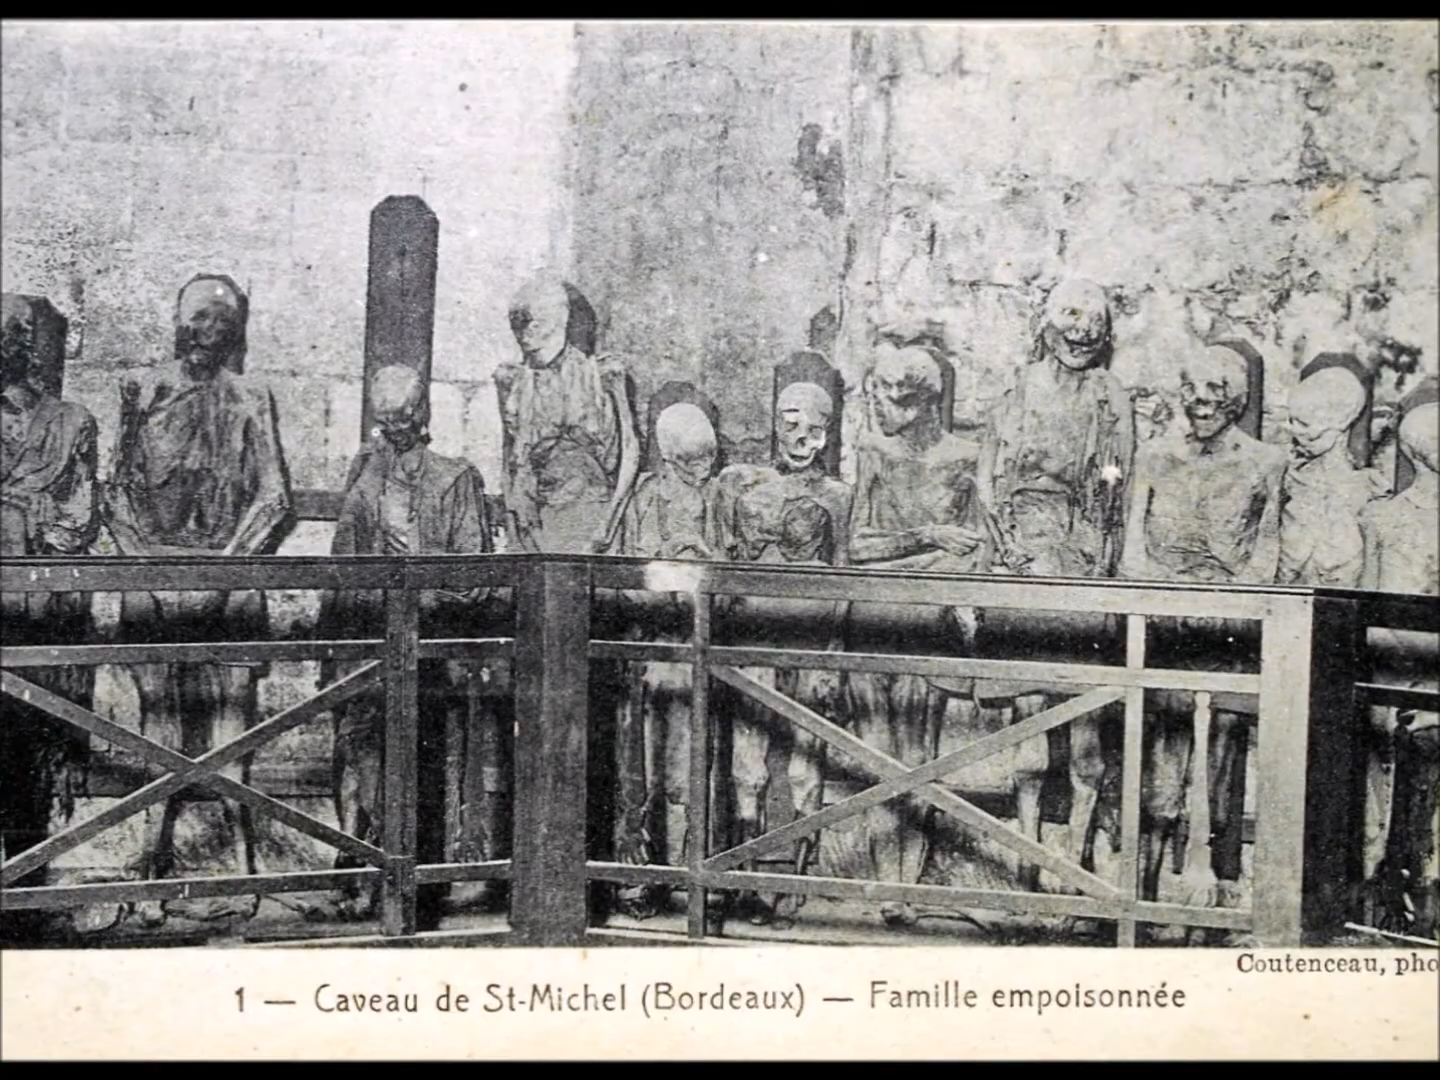 Coutenceau, pho
1 — Caveau de St-Michel (Bordeaux) — Famille empoisonnée